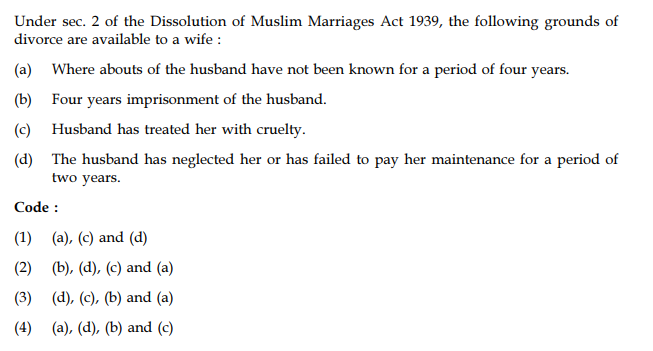 Under sec. 2 of the Dissolution of Muslim Marriages Act 1939, the following grounds of
divorce are available to a wife :
(a) Where abouts of the husband have not been known for a period of four years.
(b) Four years imprisonment of the husband.
(c) Husband has treated her with cruelty.
(d) The husband has neglected her or has failed to pay her maintenance for a period of
two years.
Code :
(1) (a), (c) and (d)
(2) (b), (d), (c) and (a)
(3) (d), (c), (b) and (a)
(4) (a), (d), (b) and (c)